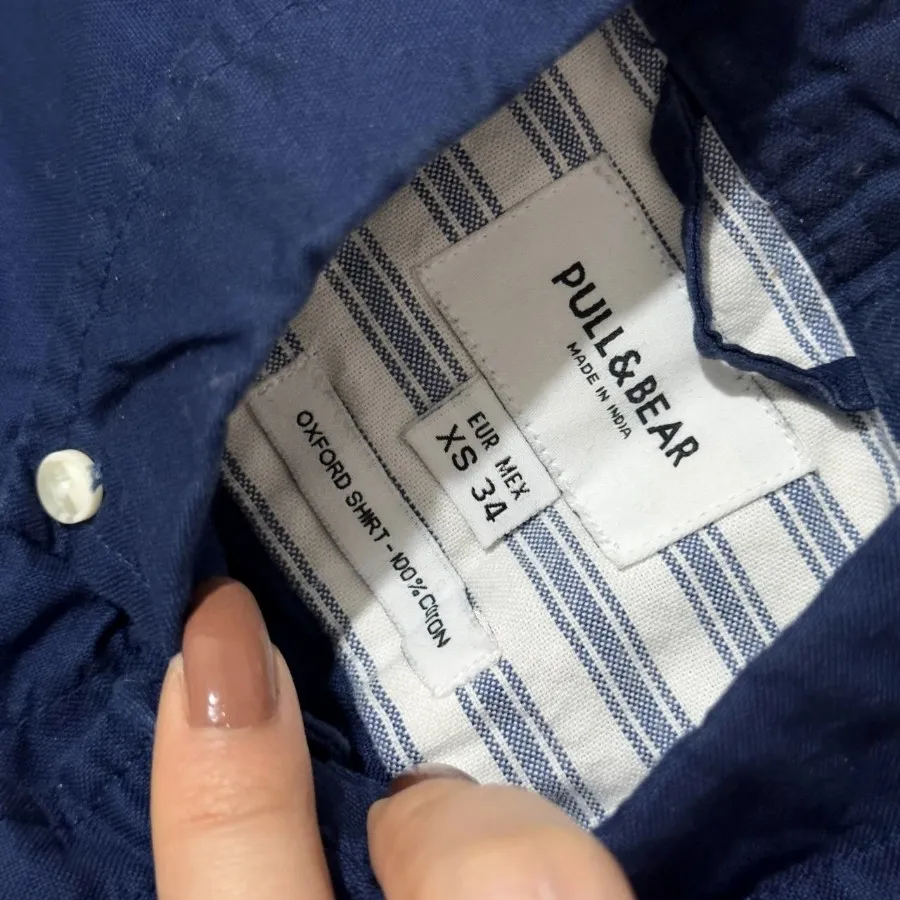 PULL&BEAR
MADE IN INDIA
EUR MEX
XS 34
OXFORD SHIRT - 100% COTTON